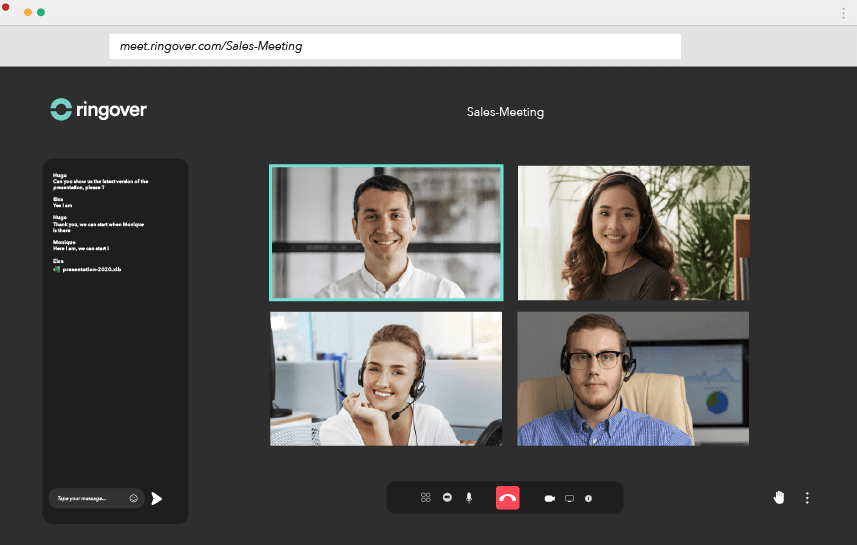 meet.ringover.com/Sales-Meeting
ringover
Sales-Meeting
Hugo
Can you show us the latest version of the
presentation, please ?
Elsa
Yes I am
Hugo
Thank you, we can start when Monique
is there
Monique
Here I am, we can start !
Elsa
presentation-2020.xlb
Tape your message...